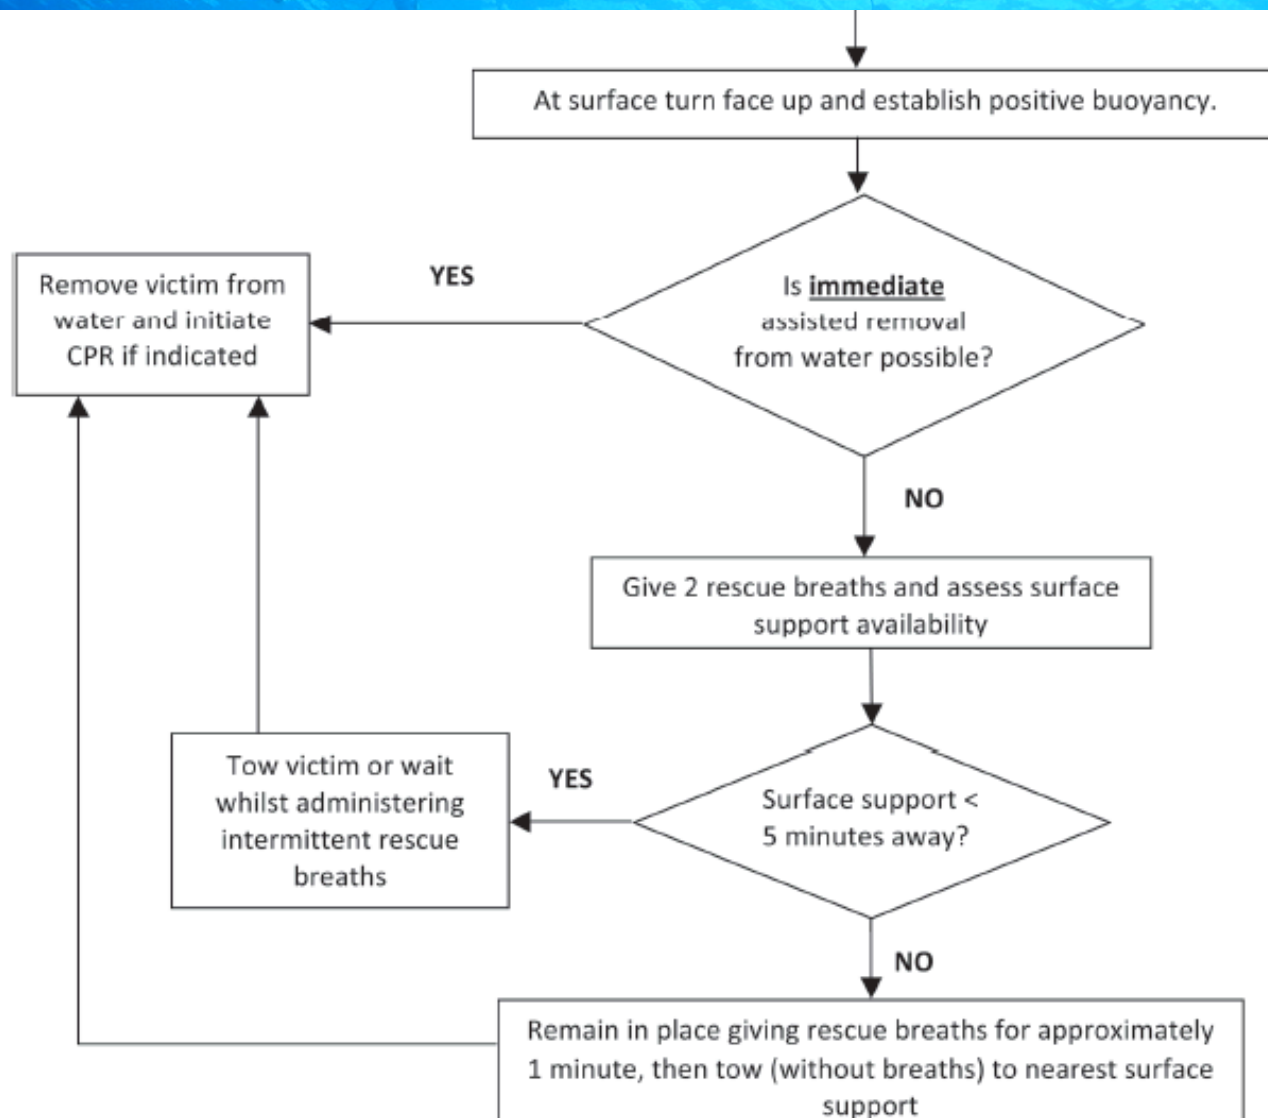 At surface turn face up and establish positive buoyancy.
Is immediate
assisted removal
from water possible?
YES
Remove victim from
water and initiate
CPR if indicated
NO
Give 2 rescue breaths and assess surface
support availability
Surface support <
5 minutes away?
YES
Tow victim or wait
whilst administering
intermittent rescue
breaths
NO
Remain in place giving rescue breaths for approximately
1 minute, then tow (without breaths) to nearest surface
support